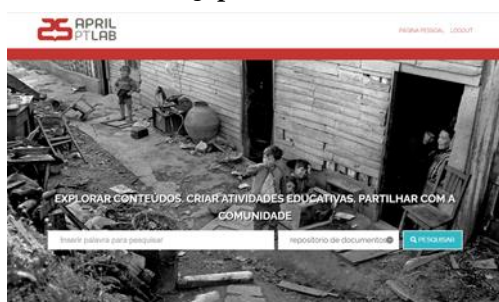 25 APRIL
PTLAB
PÁGINA PESSOAL LOGOUT
EXPLORAR CONTEÚDOS. CRIAR ATIVIDADES EDUCATIVAS. PARTILHAR COM A
COMUNIDADE
Inserir palavra para pesquisar
repositório de documentos
PESQUISAR